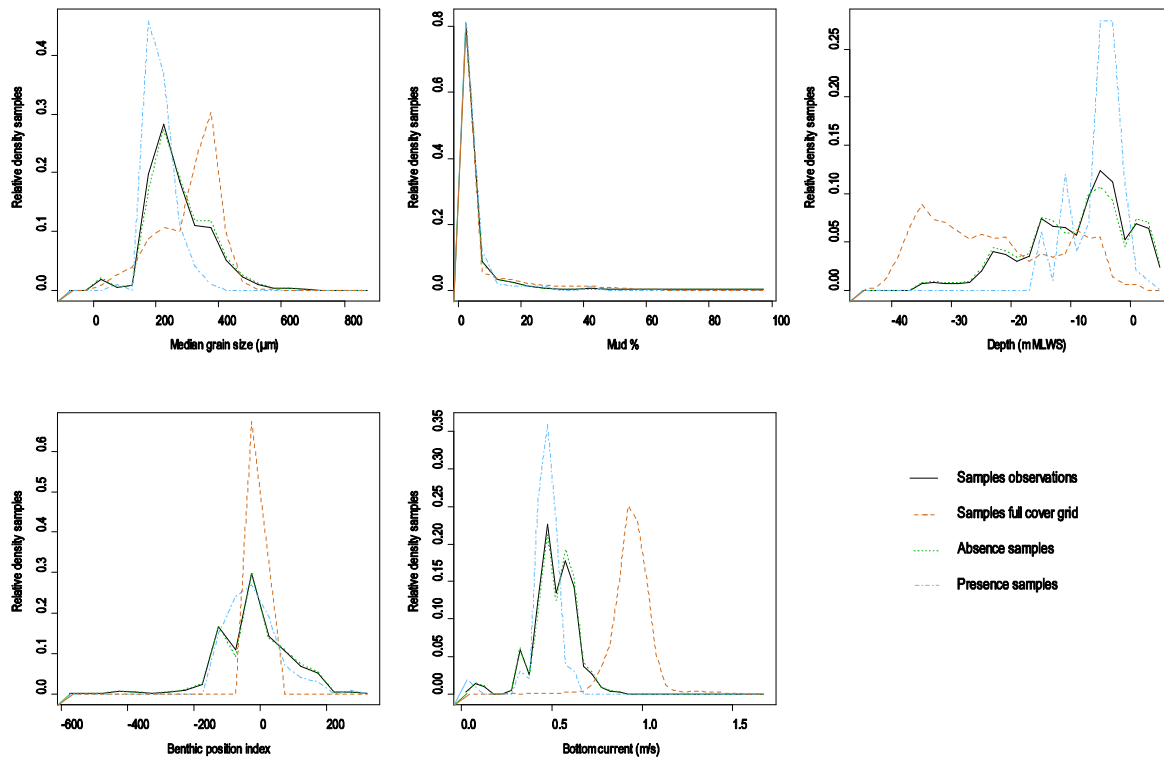 Relative density samples
0.0 0.1 0.2 0.3 0.4
0 200 400 600 800
Median grain size (µm)
Relative density samples
0.0 0.2 0.4 0.6 0.8
0 20 40 60 80 100
Mud %
Relative density samples
0.00 0.05 0.10 0.15 0.20 0.25
-40 -30 -20 -10 0
Depth (m MLWS)
Relative density samples
0.0 0.1 0.2 0.3 0.4 0.5 0.6
-600 -400 -200 0 200
Benthic position index
Relative density samples
0.00 0.05 0.10 0.15 0.20 0.25 0.30 0.35
0.0 0.5 1.0 1.5
Bottom current (m/s)
Samples observations
Samples full cover grid
Absence samples
Presence samples